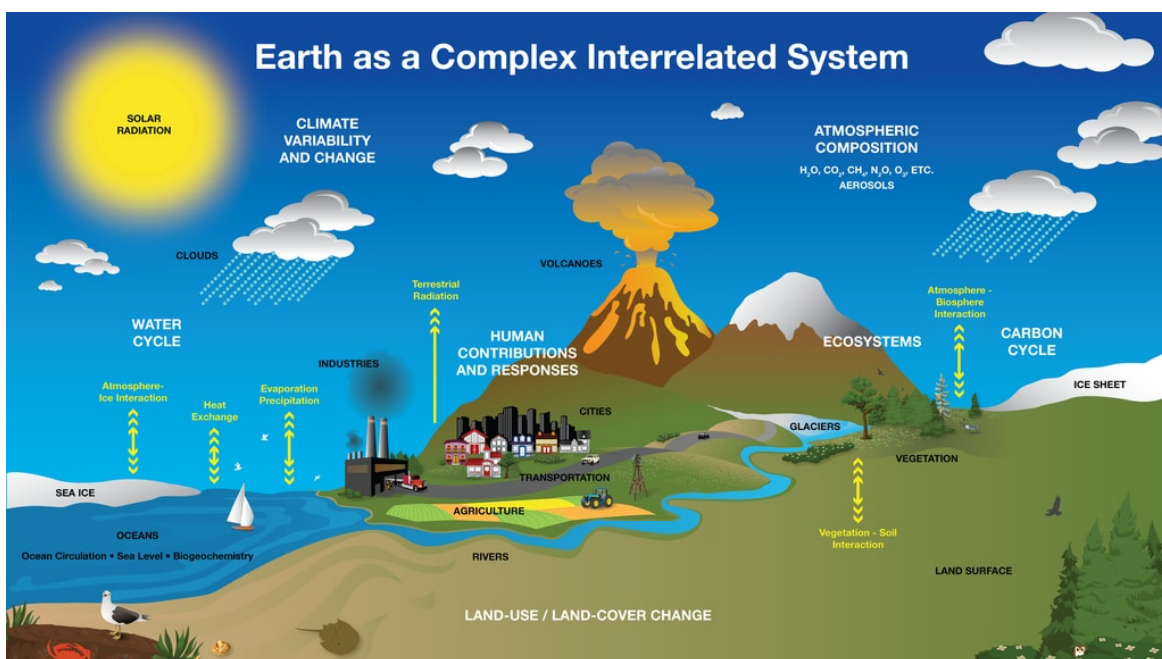 Earth as a Complex Interrelated System
SOLAR
RADIATION
CLIMATE
VARIABILITY
AND CHANGE
ATMOSPHERIC
COMPOSITION
H₂O, CO₂, CH₄, N₂O, O₃, ETC.
AEROSOLS
CLOUDS
VOLCANOES
Terrestrial
Radiation
Atmosphere -
Biosphere
Interaction
WATER
CYCLE
HUMAN
CONTRIBUTIONS
AND RESPONSES
ECOSYSTEMS
CARBON
CYCLE
INDUSTRIES
Atmosphere-
Ice Interaction
Heat
Exchange
Evaporation
Precipitation
ICE SHEET
CITIES
GLACIERS
VEGETATION
TRANSPORTATION
SEA ICE
AGRICULTURE
OCEANS
Ocean Circulation • Sea Level • Biogeochemistry
RIVERS
Vegetation - Soil
Interaction
LAND SURFACE
LAND-USE / LAND-COVER CHANGE